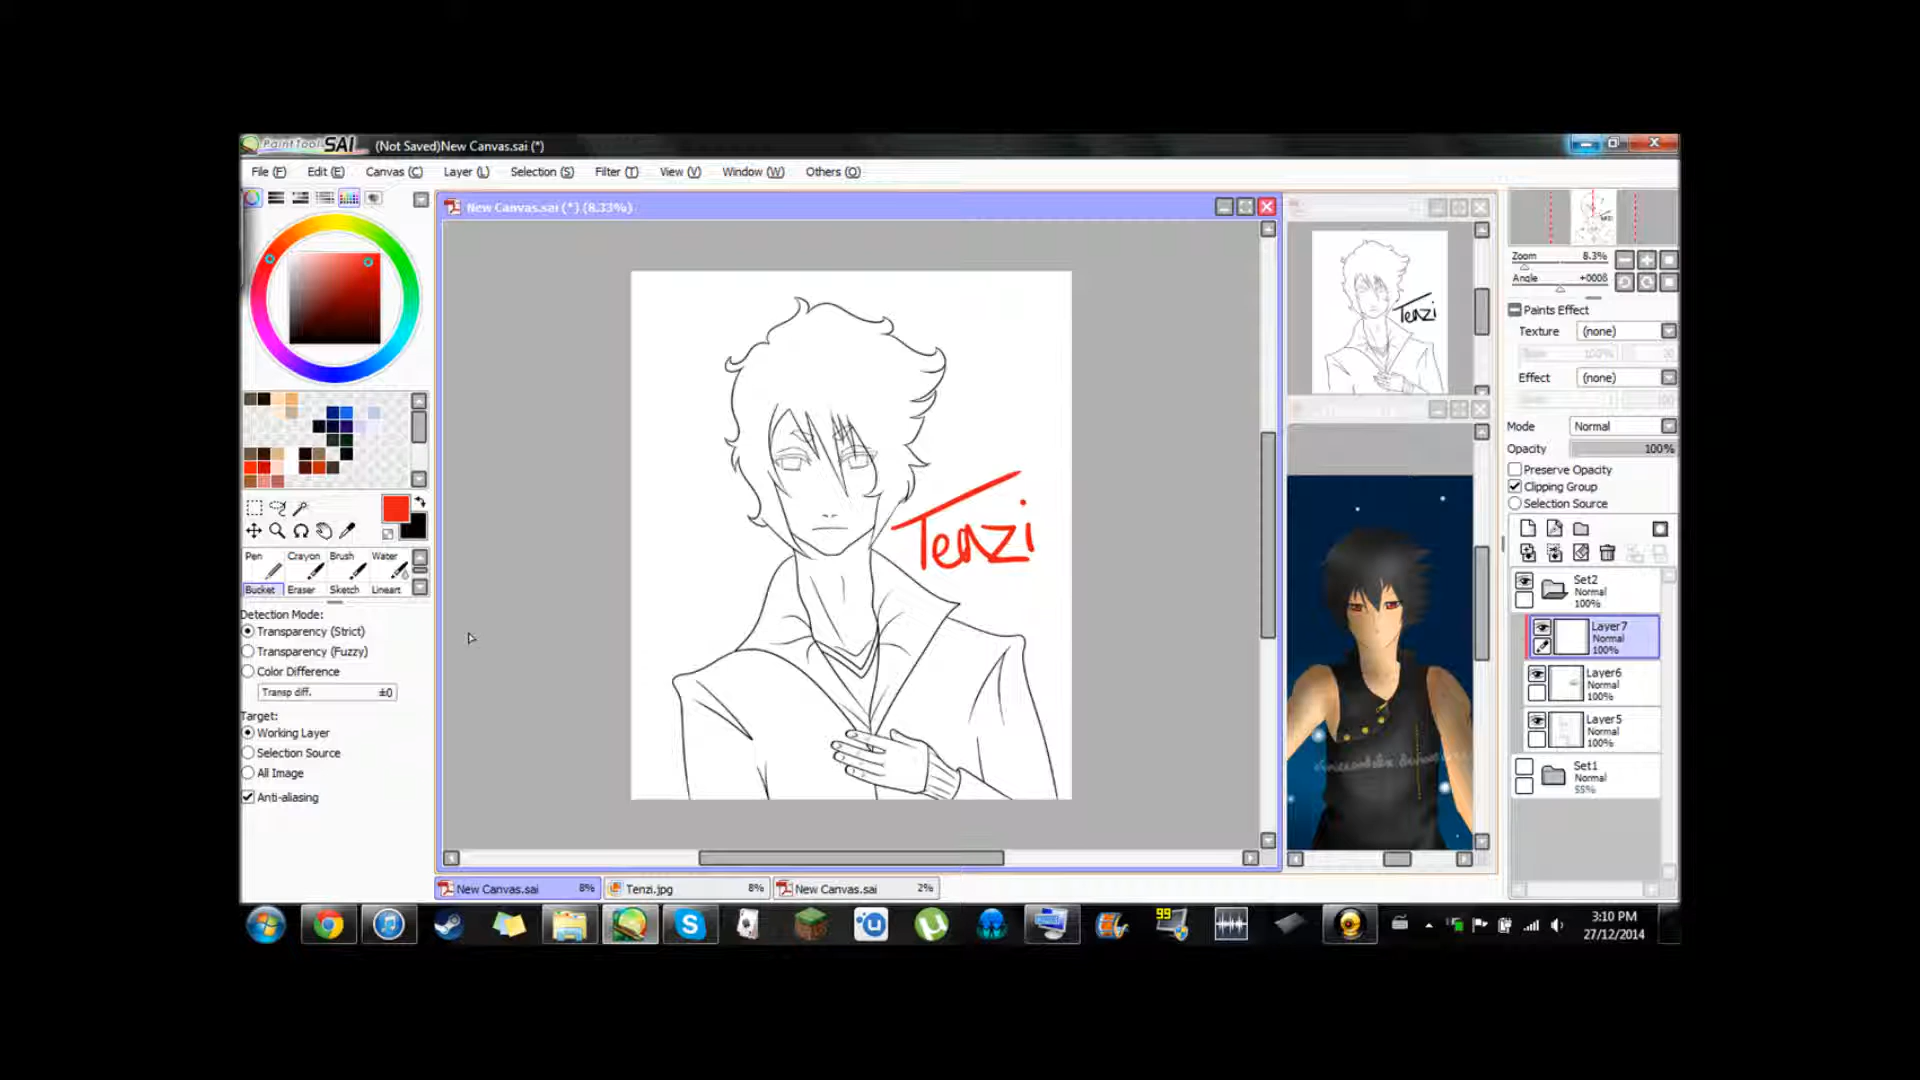 PaintTool SAI (Not Saved)New Canvas.sai (*)
File (F) Edit (E) Canvas (C) Layer (L) Selection (S) Filter (T) View (V) Window (W) Others (O)
New Canvas.sai (*) (8.33%)
Zoom 8.3%
Angle +0008
Paints Effect
Texture (none)
Effect (none)
Mode Normal
Opacity 100%
Preserve Opacity
Clipping Group
Selection Source
Pen Crayon Brush Water
Bucket Eraser Sketch Lineart
Detection Mode:
Transparency (Strict)
Transparency (Fuzzy)
Color Difference
Transp diff. ±0
Target:
Working Layer
Selection Source
All Image
Anti-aliasing
Tenzi
Tenzi
Set2
Normal
100%
Layer7
Normal
100%
Layer6
Normal
100%
Layer5
Normal
100%
Set1
Normal
55%
New Canvas.sai 8% Tenzi.jpg 8% New Canvas.sai 2%
99
3:10 PM
27/12/2014